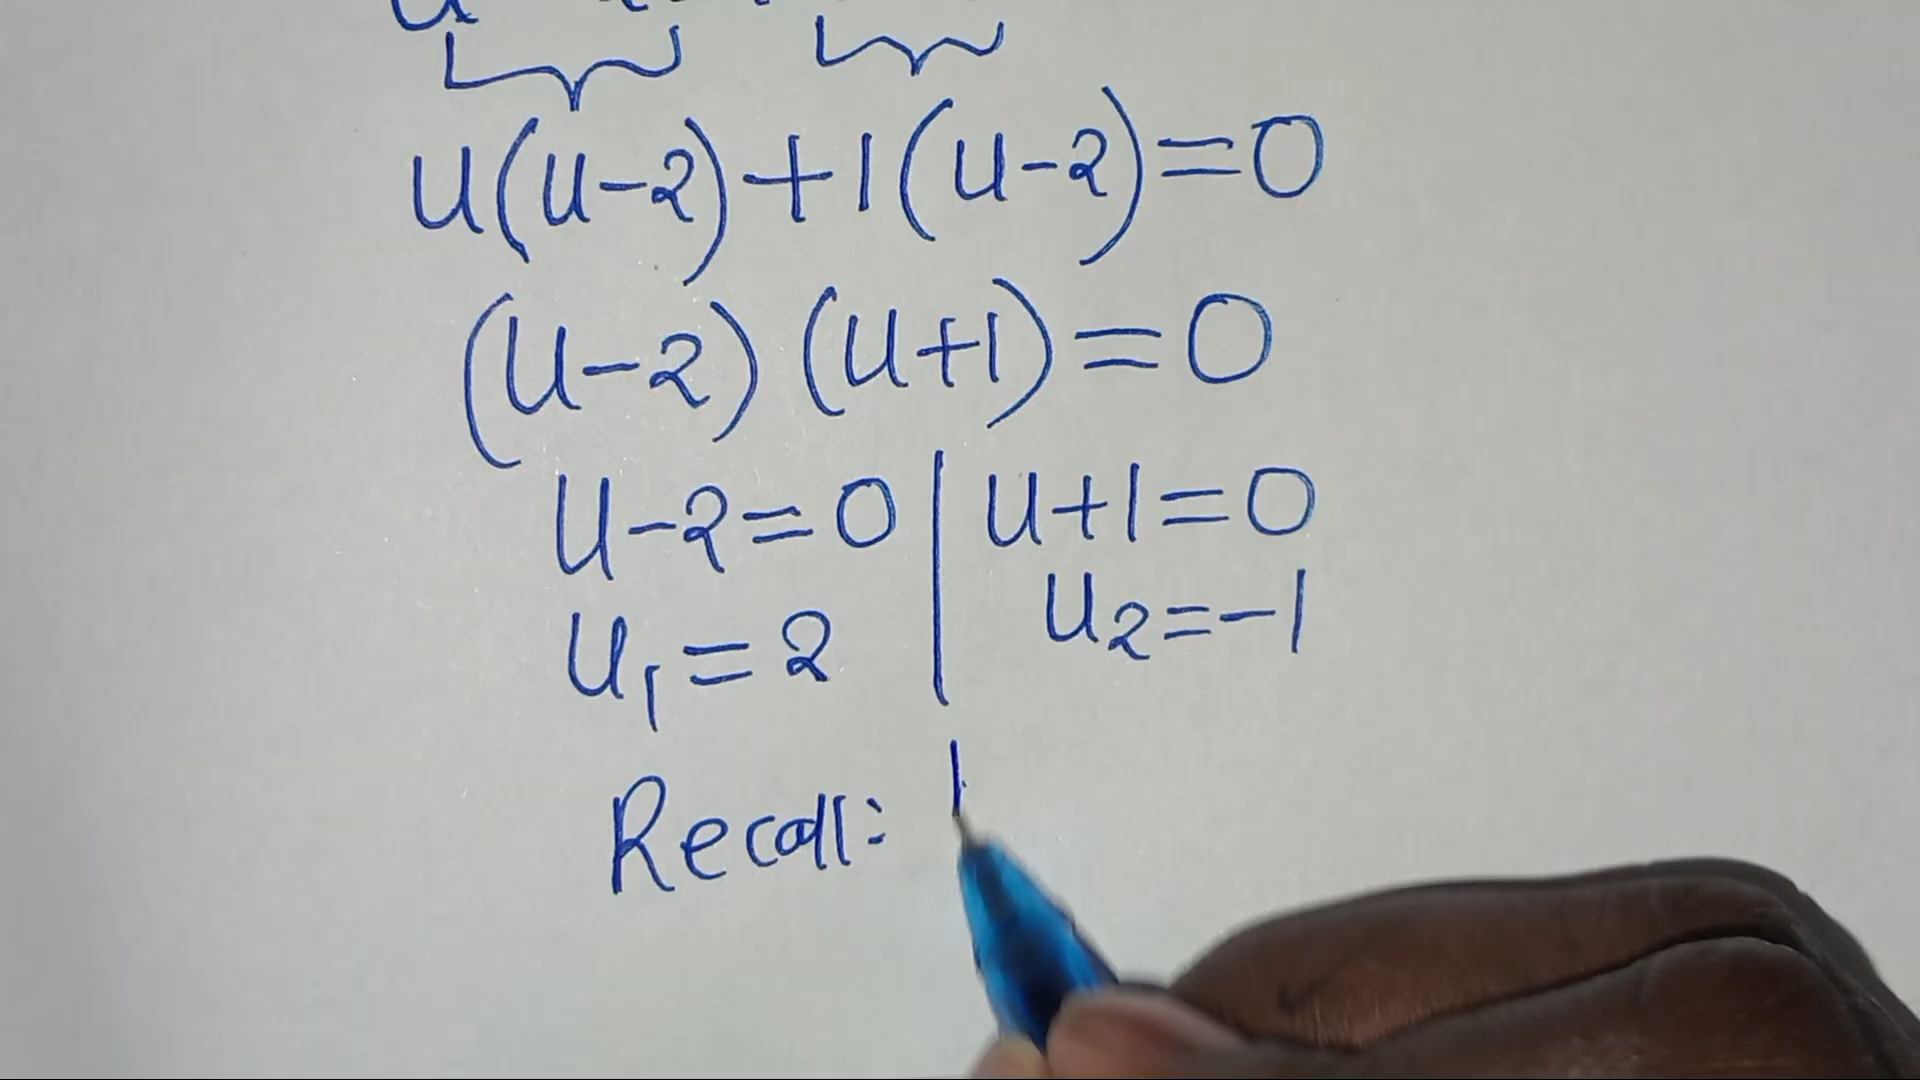 u(u-2)+1(u-2)=0
(u-2)(u+1)=0
u-2=0 | u+1=0
u₁=2 | u₂=-1
Recall: